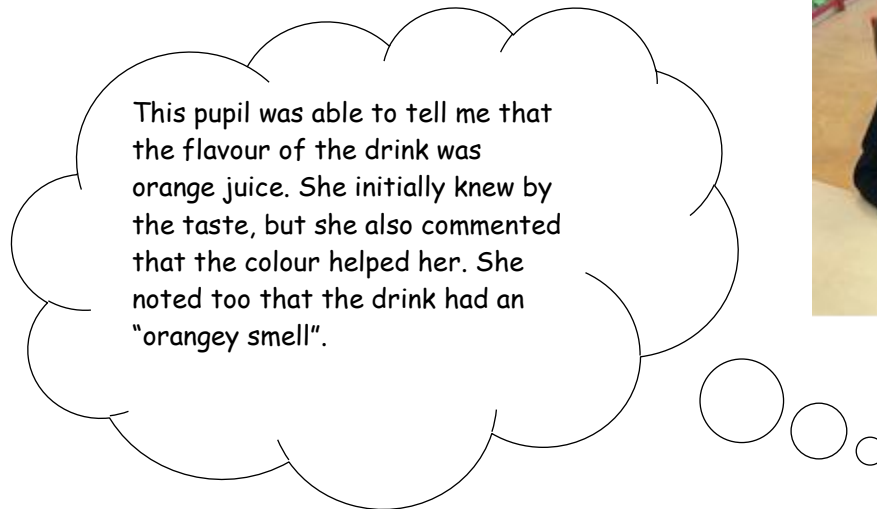 This pupil was able to tell me that
the flavour of the drink was
orange juice. She initially knew by
the taste, but she also commented
that the colour helped her. She
noted too that the drink had an
“orangey smell”.